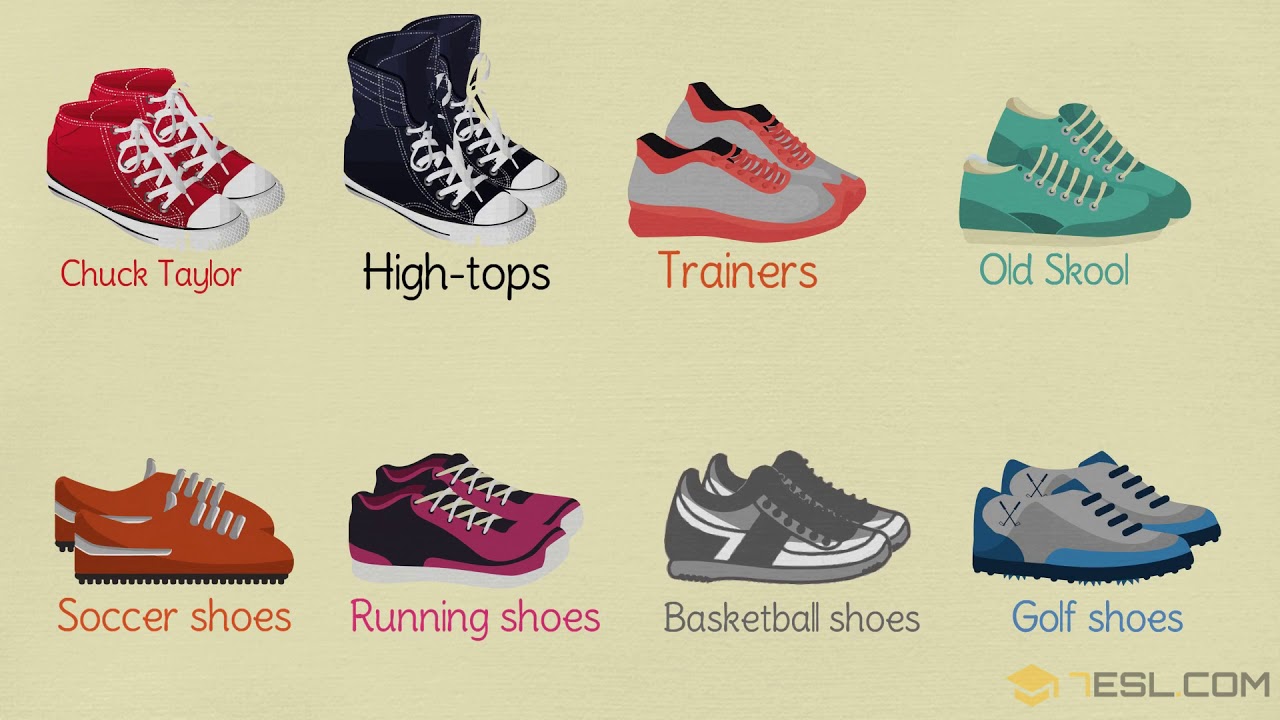 Chuck Taylor
High-tops
Trainers
Old Skool
Soccer shoes
Running shoes
Basketball shoes
Golf shoes
7ESL.COM